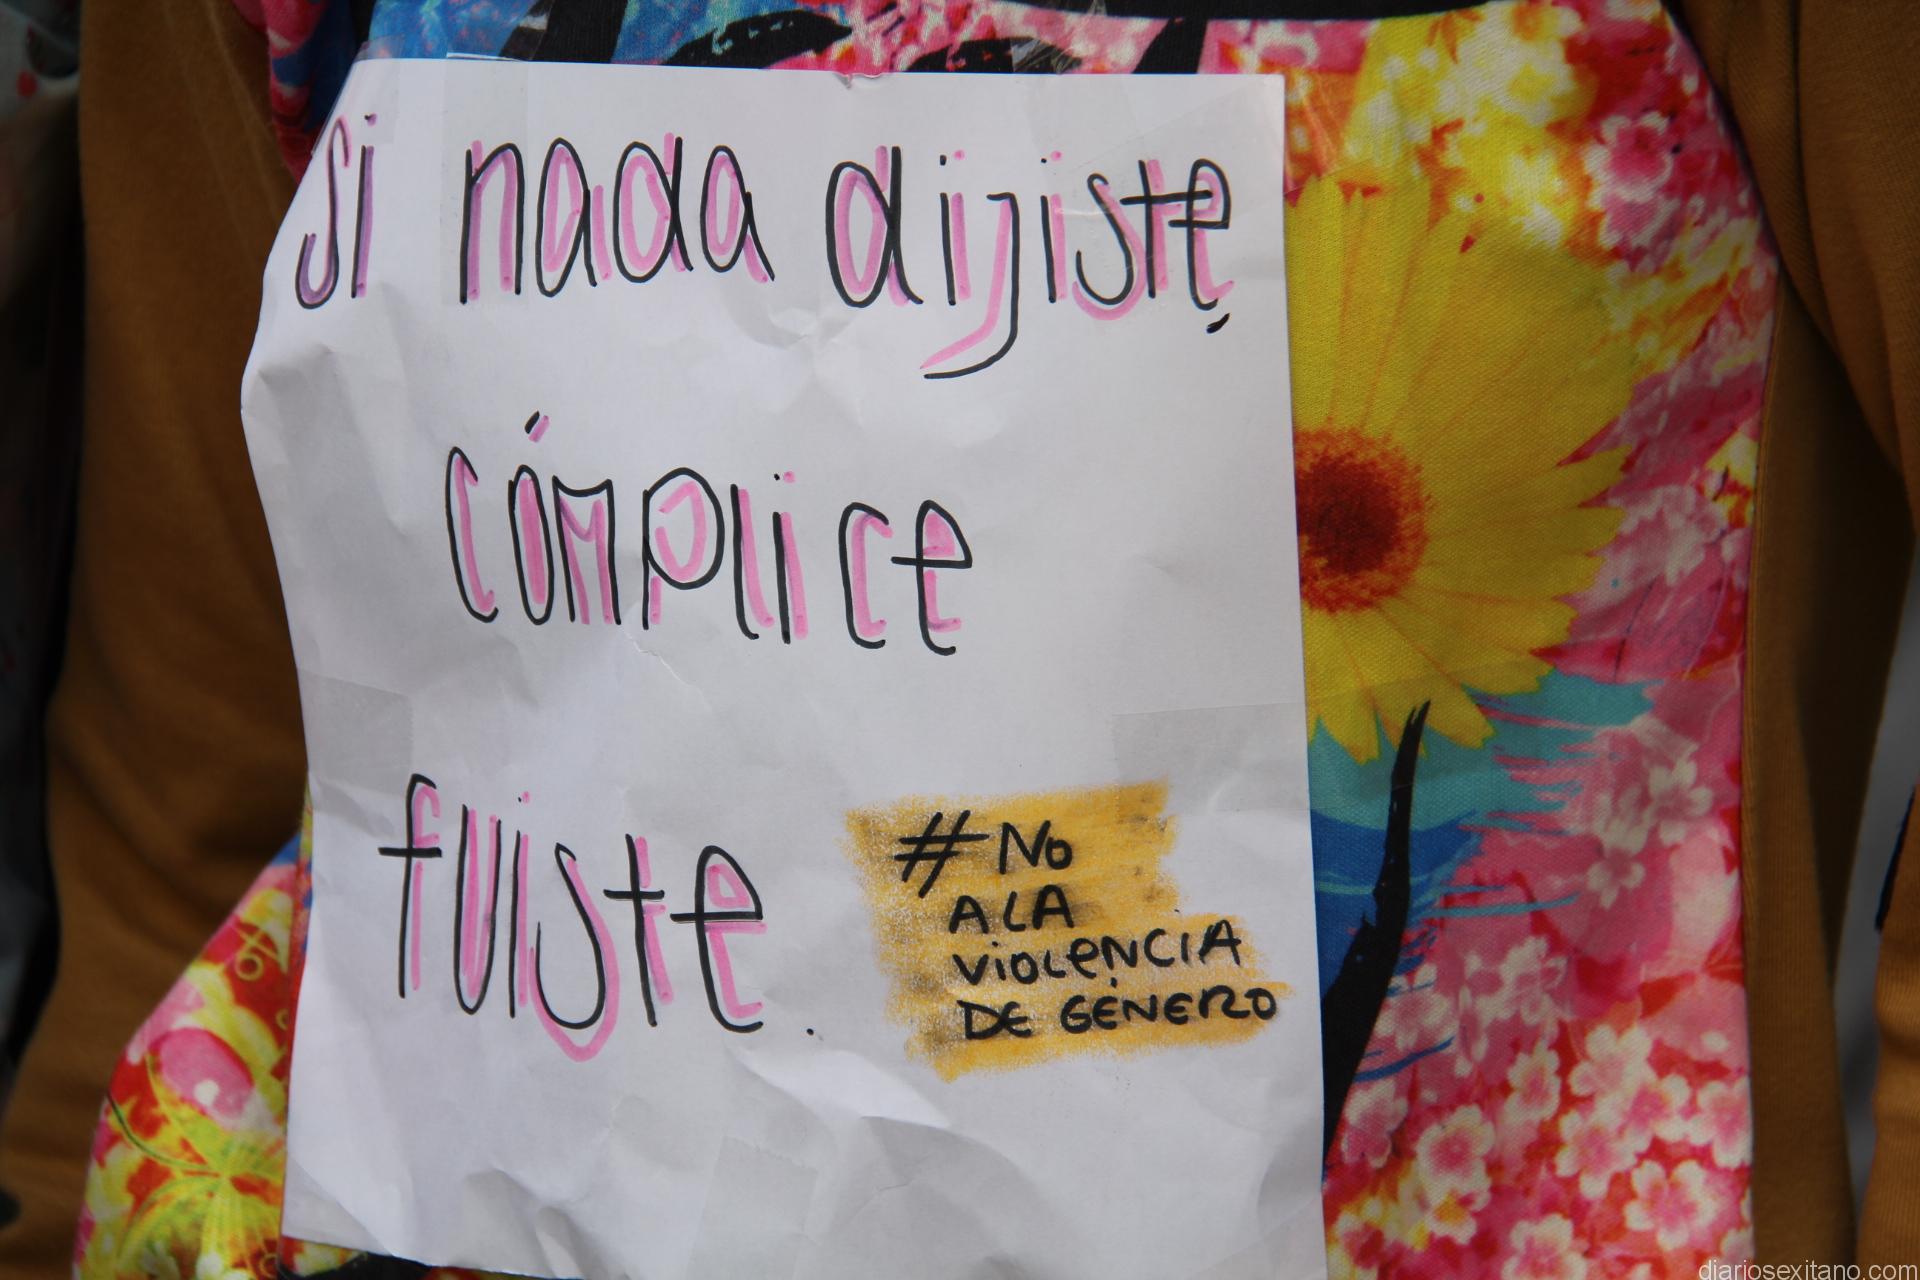 si nada dijiste,
cómplice
fuiste.
# No
A LA
VIOLENCIA
DE GÉNERO
diariosexitano.com